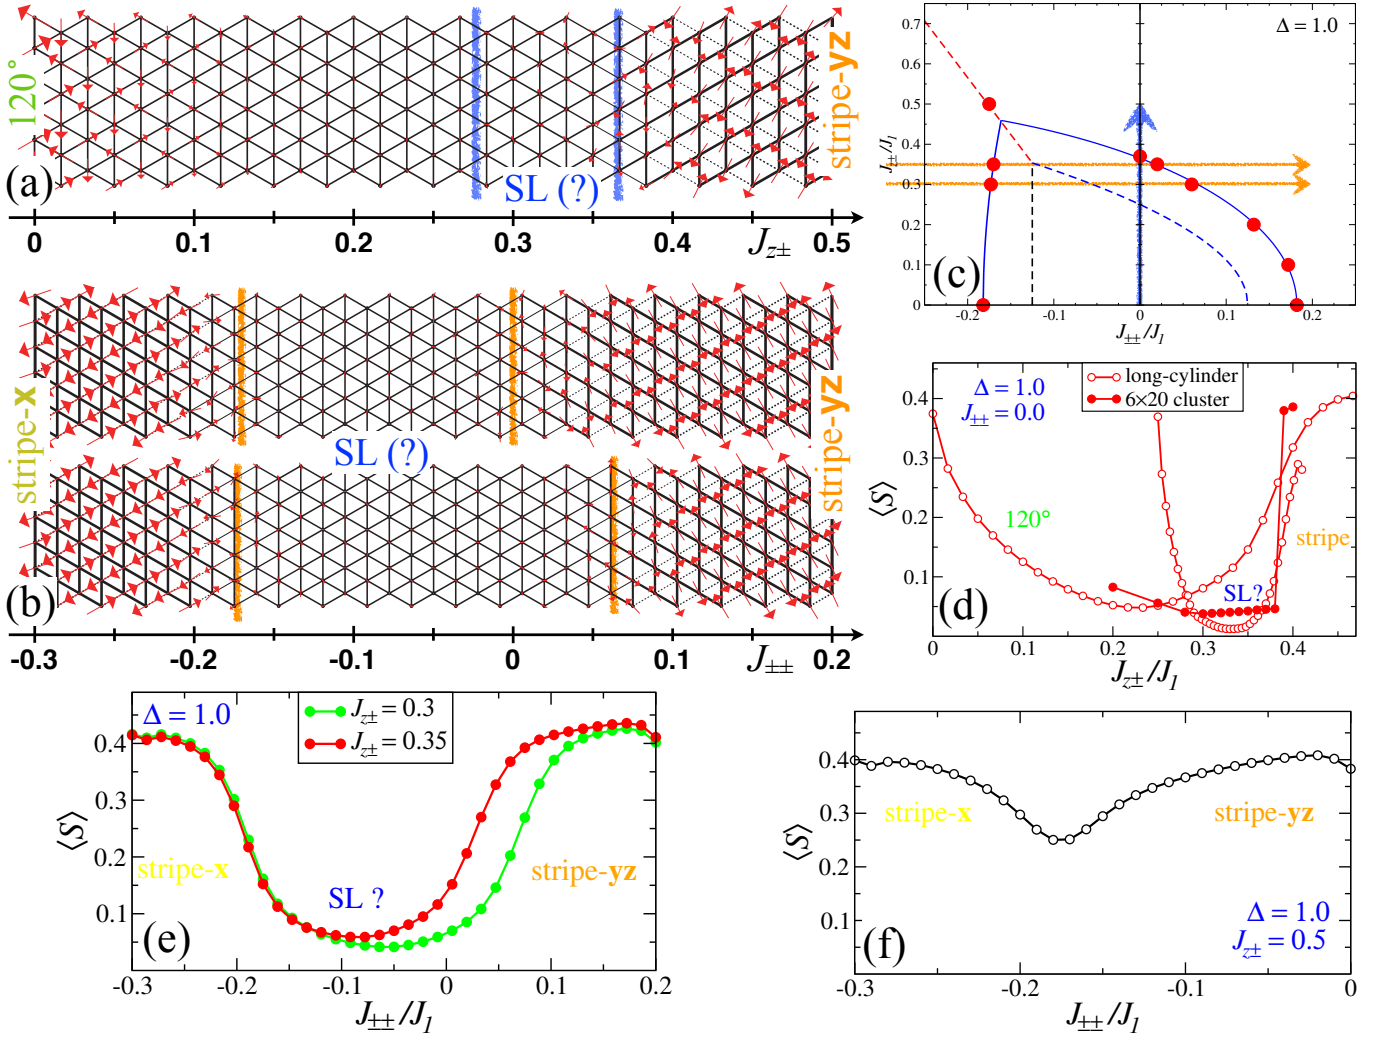 120°
(a)
SL (?)
stripe-yz
0
0.1
0.2
0.3
0.4
0.5
J_{z±}
stripe-x
SL (?)
stripe-yz
(b)
-0.3
-0.2
-0.1
0
0.1
0.2
J_{±±}
0.7
0.6
0.5
0.4
0.3
0.2
0.1
0
J_{z±}/J_1
Δ = 1.0
(c)
-0.2
-0.1
0
0.1
0.2
J_{±±}/J_1
long-cylinder
6×20 cluster
Δ = 1.0
J_{±±} = 0.0
0.4
0.3
0.2
0.1
⟨S⟩
120°
SL ?
stripe
(d)
0
0.1
0.2
0.3
0.4
J_{z±}/J_1
Δ = 1.0
J_{z±} = 0.3
J_{z±} = 0.35
0.4
0.3
0.2
0.1
⟨S⟩
stripe-x
SL ?
stripe-yz
(e)
-0.3
-0.2
-0.1
0
0.1
0.2
J_{±±}/J_1
0.4
0.3
0.2
0.1
0
⟨S⟩
stripe-x
stripe-yz
(f)
Δ = 1.0
J_{z±} = 0.5
-0.3
-0.2
-0.1
0
J_{±±}/J_1